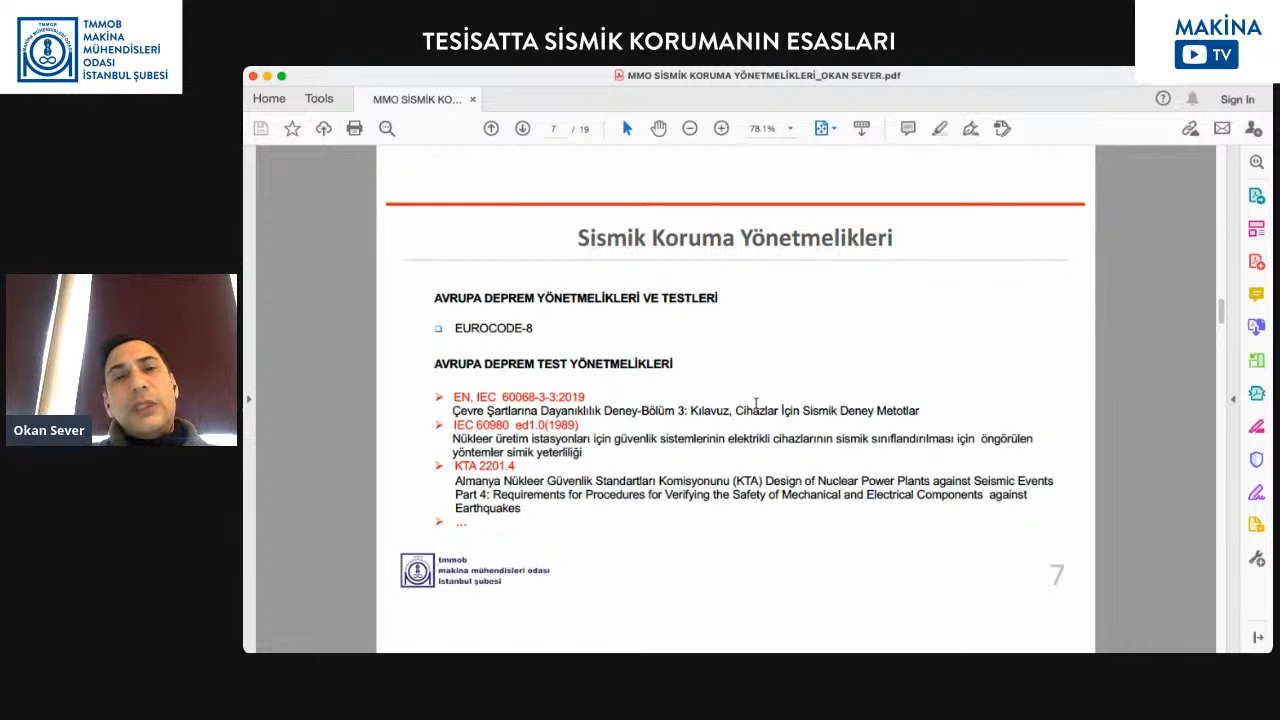 TMMOB
MAKİNA
MÜHENDİSLERİ
ODASI
İSTANBUL ŞUBESİ
TESİSATTA SİSMİK KORUMANIN ESASLARI
MAKİNA
TV
MMO SİSMİK KORUMA YÖNETMELİKLERİ_OKAN SEVER.pdf
Home Tools MMO SİSMİK KO... ×
Sign In
7 / 19 78.1%
Sismik Koruma Yönetmelikleri
AVRUPA DEPREM YÖNETMELİKLERİ VE TESTLERİ
EUROCODE-8
AVRUPA DEPREM TEST YÖNETMELİKLERİ
EN, IEC 60068-3-3:2019
Çevre Şartlarına Dayanıklılık Deney-Bölüm 3: Kılavuz, Cihazlar İçin Sismik Deney Metotlar
IEC 60980 ed1.0(1989)
Nükleer üretim istasyonları için güvenlik sistemlerinin elektrikli cihazlarının sismik sınıflandırılması için öngörülen
yöntemler simik yeterliliği
KTA 2201.4
Almanya Nükleer Güvenlik Standartları Komisyonunu (KTA) Design of Nuclear Power Plants against Seismic Events
Part 4: Requirements for Procedures for Verifying the Safety of Mechanical and Electrical Components against
Earthquakes
...
tmmob
makina mühendisleri odası
istanbul şubesi
7
Okan Sever